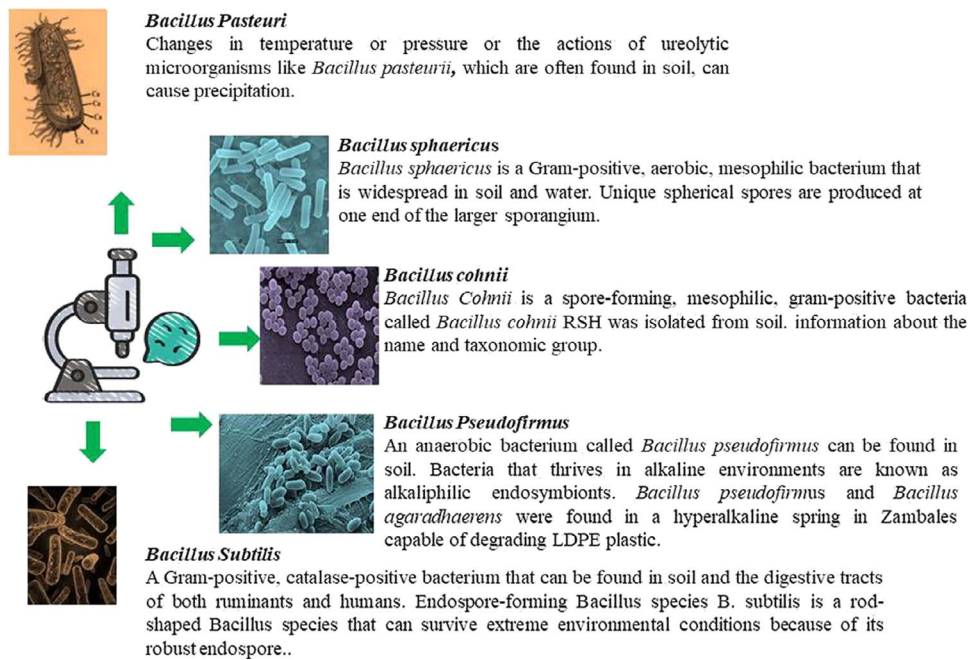 Bacillus Pasteuri
Changes in temperature or pressure or the actions of ureolytic
microorganisms like Bacillus pasteurii, which are often found in soil, can
cause precipitation.
Bacillus sphaericus
Bacillus sphaericus is a Gram-positive, aerobic, mesophilic bacterium that
is widespread in soil and water. Unique spherical spores are produced at
one end of the larger sporangium.
Bacillus cohnii
Bacillus Cohnii is a spore-forming, mesophilic, gram-positive bacteria
called Bacillus cohnii RSH was isolated from soil. information about the
name and taxonomic group.
Bacillus Pseudofirmus
An anaerobic bacterium called Bacillus pseudofirmus can be found in
soil. Bacteria that thrives in alkaline environments are known as
alkaliphilic endosymbionts. Bacillus pseudofirmus and Bacillus
agaradhaerens were found in a hyperalkaline spring in Zambales
capable of degrading LDPE plastic.
Bacillus Subtilis
A Gram-positive, catalase-positive bacterium that can be found in soil and the digestive tracts
of both ruminants and humans. Endospore-forming Bacillus species B. subtilis is a rod-
shaped Bacillus species that can survive extreme environmental conditions because of its
robust endospore..